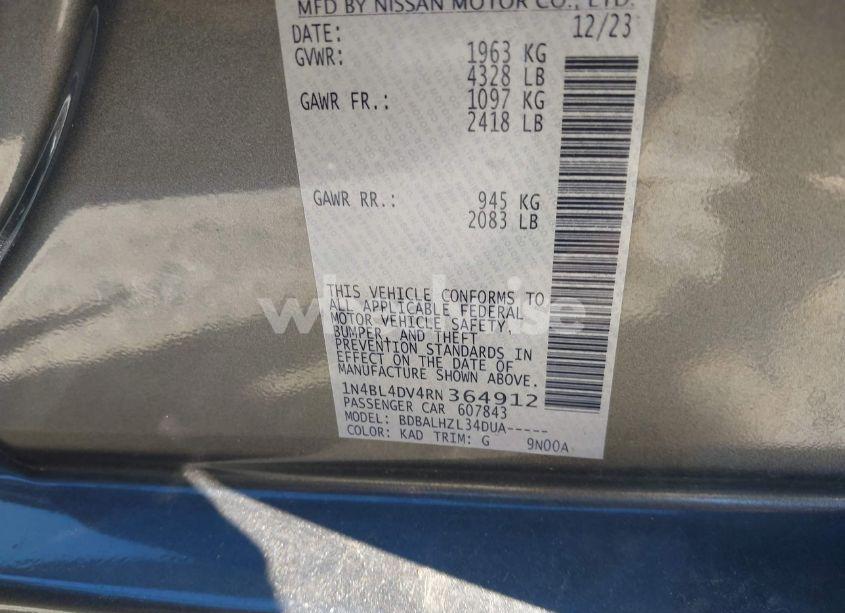 MFD BY NISSAN MOTOR CO., LTD.
DATE: 12/23
GVWR: 1963 KG
4328 LB
GAWR FR.: 1097 KG
2418 LB
GAWR RR.: 945 KG
2083 LB
THIS VEHICLE CONFORMS TO
ALL APPLICABLE FEDERAL
MOTOR VEHICLE SAFETY,
BUMPER, AND THEFT
PREVENTION STANDARDS IN
EFFECT ON THE DATE OF
MANUFACTURE SHOWN ABOVE.
1N4BL4DV4RN364912
PASSENGER CAR 607843
MODEL: BDBALHZL34DUA-----
COLOR: KAD TRIM: G 9N00A